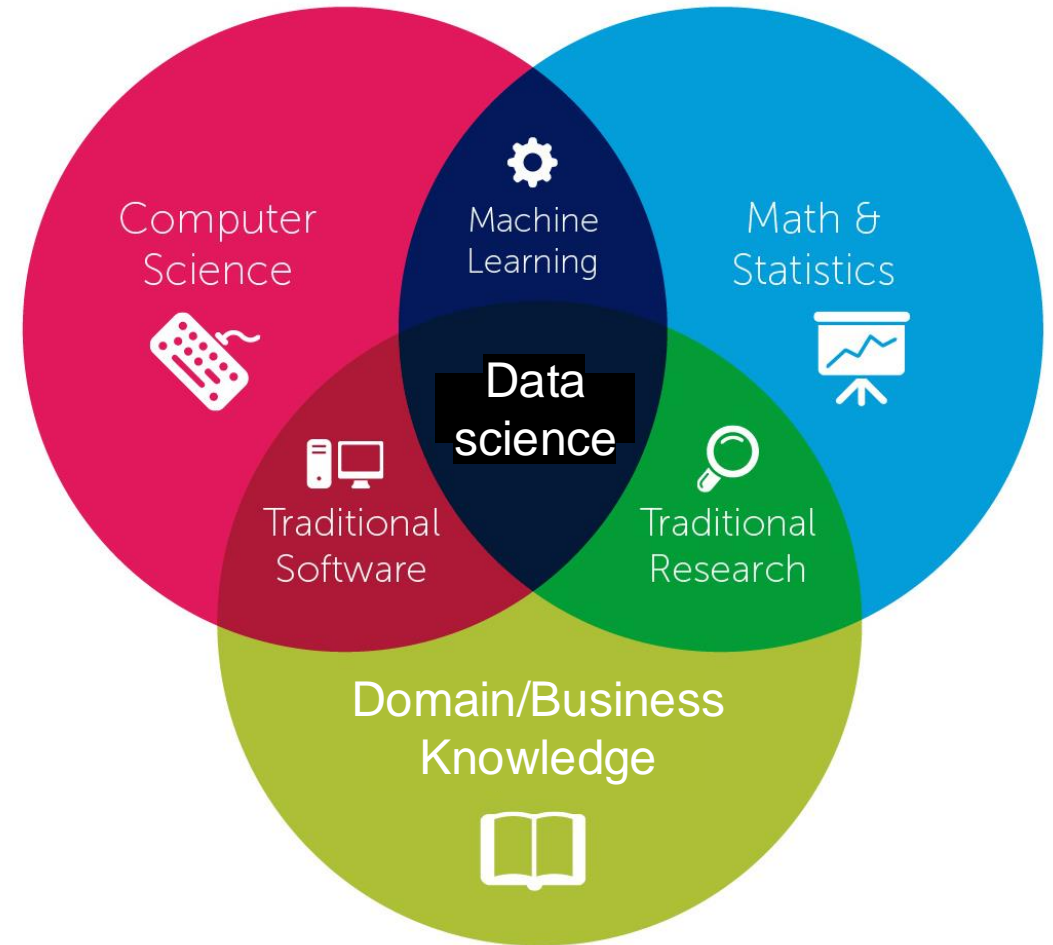 Machine
Learning
Computer
Science
Math &
Statistics
Data
science
Traditional
Software
Traditional
Research
Domain/Business
Knowledge